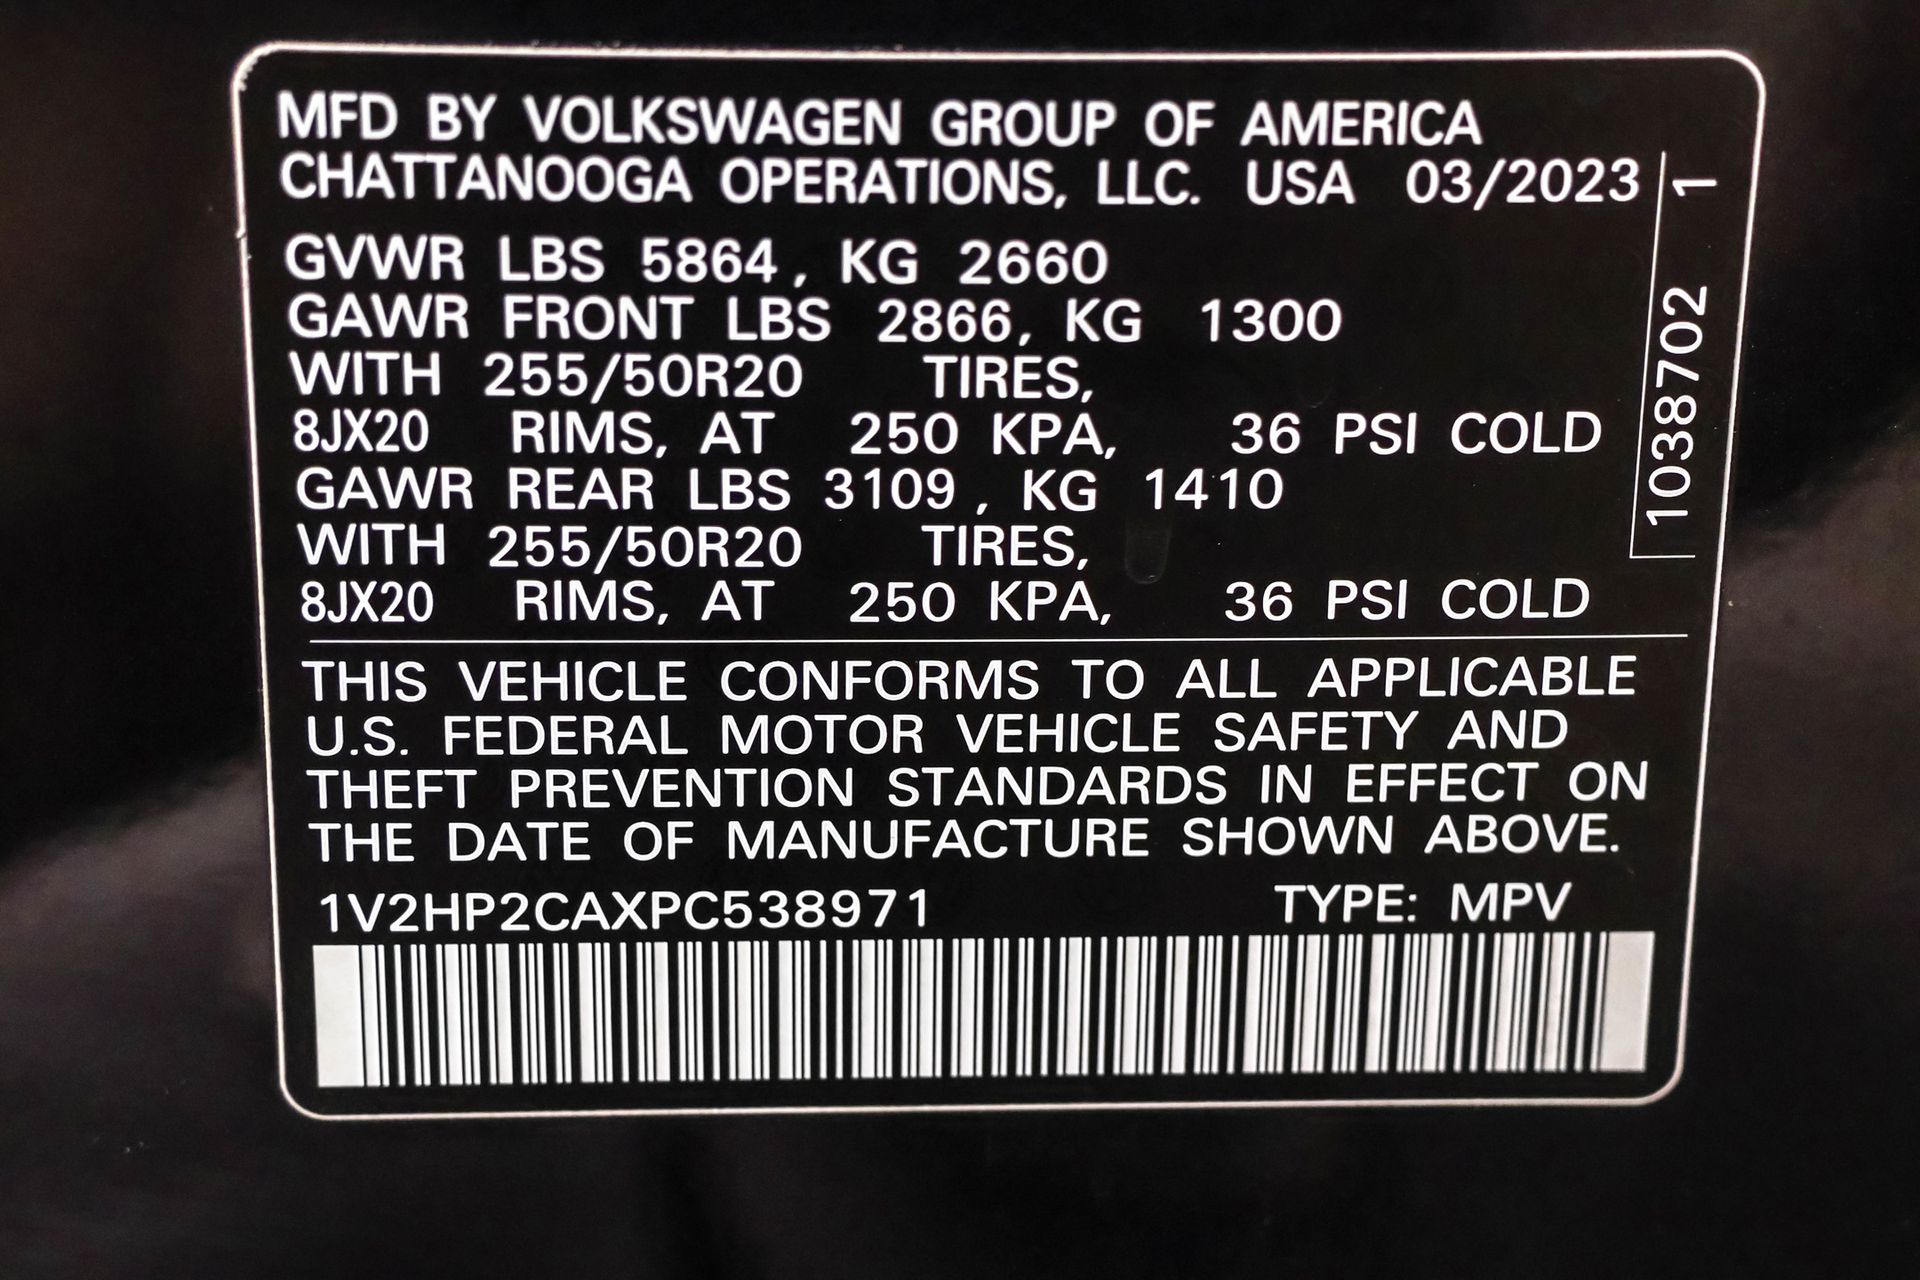 MFD BY VOLKSWAGEN GROUP OF AMERICA
CHATTANOOGA OPERATIONS, LLC. USA 03/2023
GVWR LBS 5864, KG 2660
GAWR FRONT LBS 2866, KG 1300
WITH 255/50R20 TIRES,
8JX20 RIMS, AT 250 KPA, 36 PSI COLD
GAWR REAR LBS 3109, KG 1410
WITH 255/50R20 TIRES,
8JX20 RIMS, AT 250 KPA, 36 PSI COLD
1038702 1
THIS VEHICLE CONFORMS TO ALL APPLICABLE
U.S. FEDERAL MOTOR VEHICLE SAFETY AND
THEFT PREVENTION STANDARDS IN EFFECT ON
THE DATE OF MANUFACTURE SHOWN ABOVE.
1V2HP2CAXPC538971 TYPE: MPV